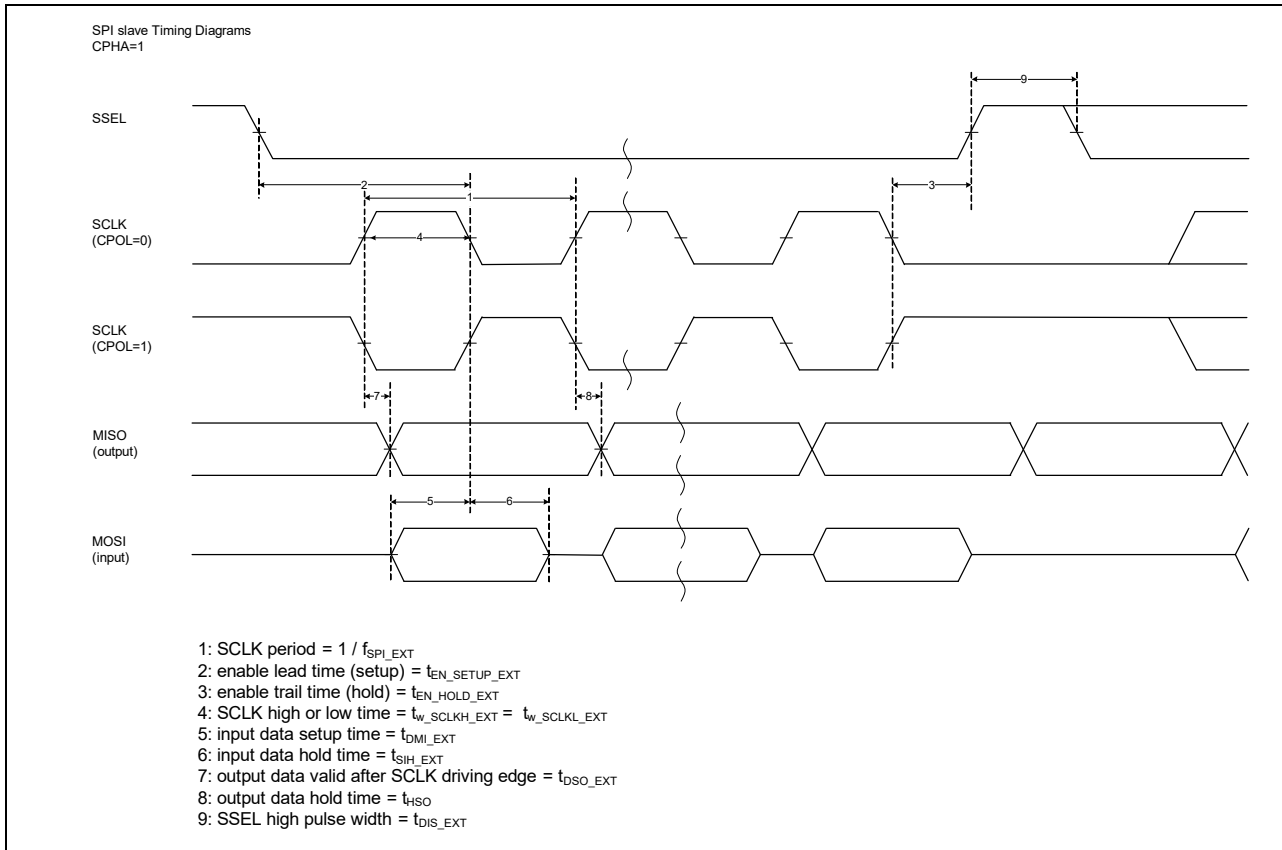 SPI slave Timing Diagrams
CPHA=1
9
SSEL
2
3
1
SCLK
(CPOL=0)
4
SCLK
(CPOL=1)
7
8
MISO
(output)
5
6
MOSI
(input)
1: SCLK period = 1 / fSPI_EXT
2: enable lead time (setup) = tEN_SETUP_EXT
3: enable trail time (hold) = tEN_HOLD_EXT
4: SCLK high or low time = tw_SCLKH_EXT = tw_SCLKL_EXT
5: input data setup time = tDMI_EXT
6: input data hold time = tSIH_EXT
7: output data valid after SCLK driving edge = tDSO_EXT
8: output data hold time = tHSO
9: SSEL high pulse width = tDIS_EXT